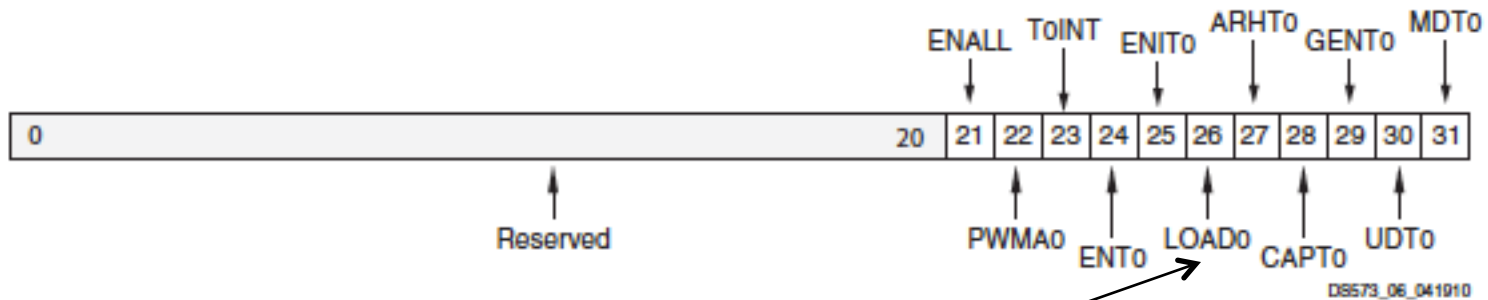 ENALL T0INT ENIT0 ARHT0 GENT0 MDT0
0 20 21 22 23 24 25 26 27 28 29 30 31
Reserved PWMA0 ENT0 LOAD0 CAPT0 UDT0
DS573_06_041910